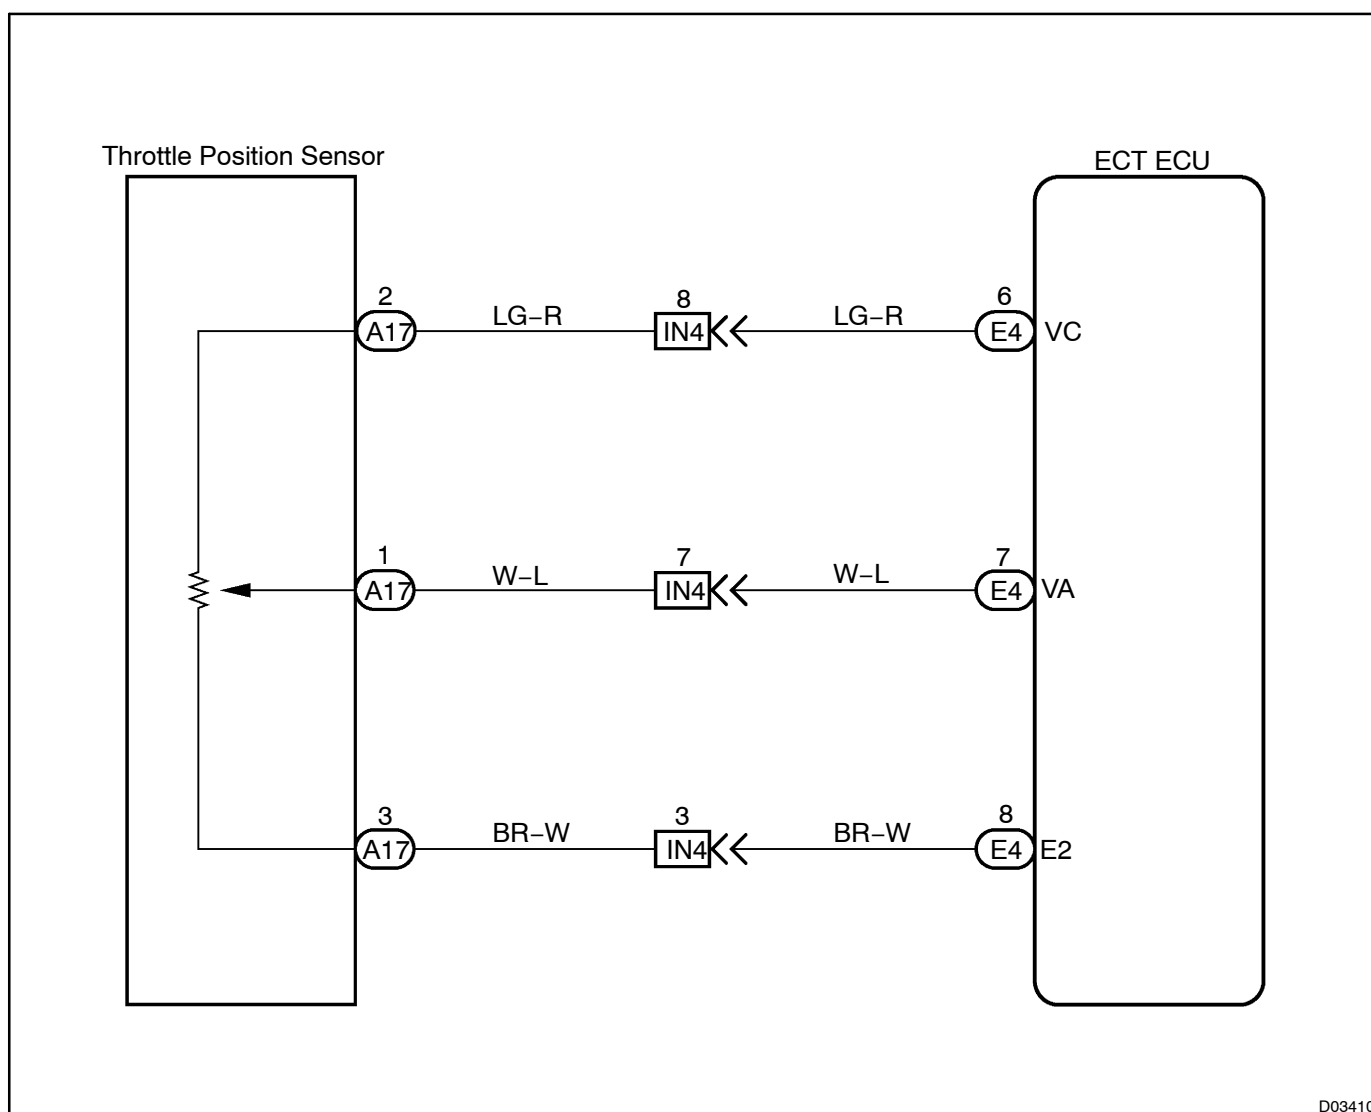 Throttle Position Sensor
ECT ECU
2
8
6
A17
LG−R
IN4
LG−R
E4
VC
1
7
7
A17
W−L
IN4
W−L
E4
VA
3
3
8
A17
BR−W
IN4
BR−W
E4
E2
D03410